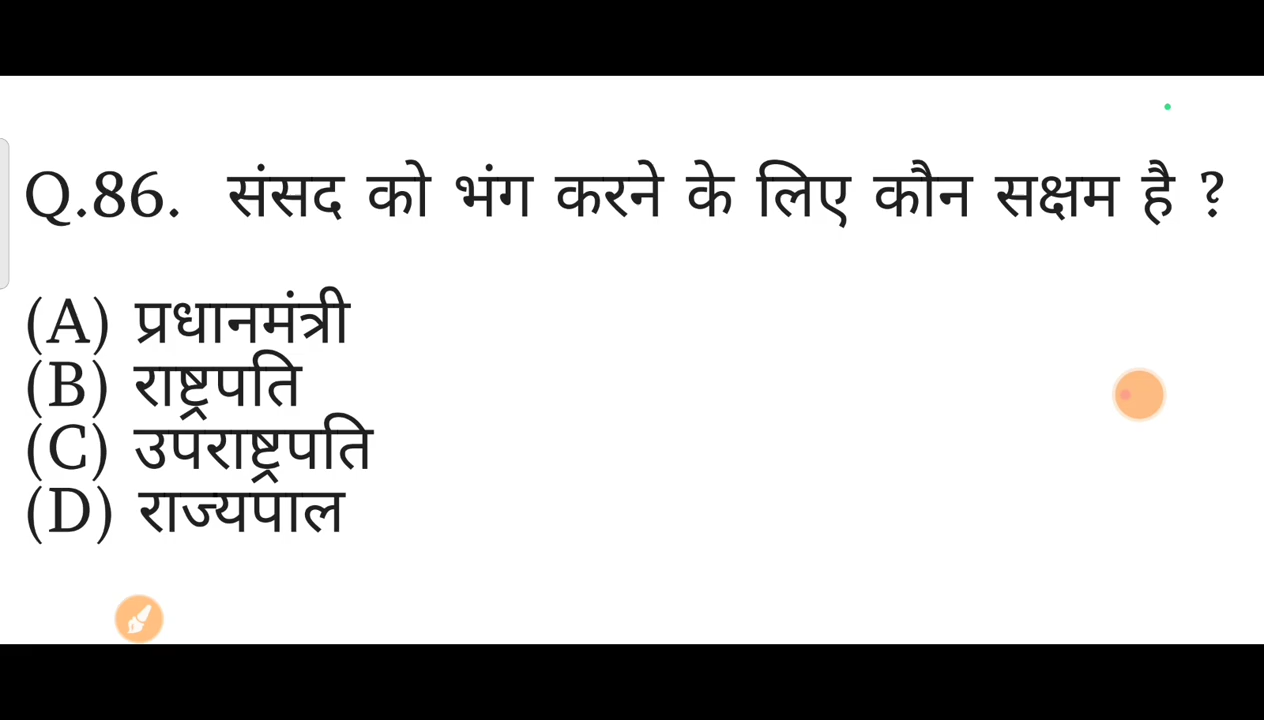 Q.86. संसद को भंग करने के लिए कौन सक्षम है ?
(A) प्रधानमंत्री
(B) राष्ट्रपति
(C) उपराष्ट्रपति
(D) राज्यपाल